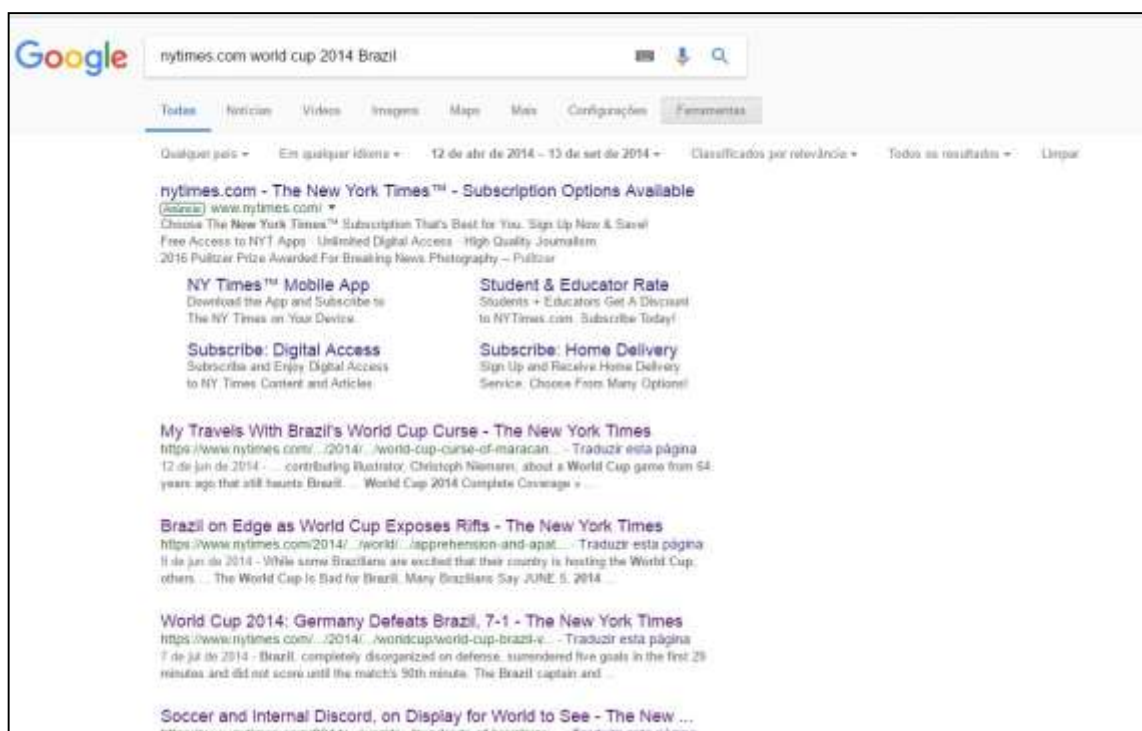 Google
nytimes.com world cup 2014 Brazil
Todas Notícias Vídeos Imagens Maps Mais Configurações Ferramentas
Qualquer país Em qualquer idioma 12 de abr de 2014 – 13 de set de 2014 Classificados por relevância Todos os resultados Limpar
nytimes.com - The New York Times™ - Subscription Options Available
Anúncio www.nytimes.com/
Choose The New York Times™ Subscription That's Best for You. Sign Up Now & Save!
Free Access to NYT Apps · Unlimited Digital Access · High Quality Journalism
2016 Pulitzer Prize Awarded For Breaking News Photography – Pulitzer
NY Times™ Mobile App
Download the App and Subscribe to
The NY Times on Your Device.
Student & Educator Rate
Students + Educators Get A Discount
to NYTimes.com. Subscribe Today!
Subscribe: Digital Access
Subscribe and Enjoy Digital Access
to NY Times Content and Articles
Subscribe: Home Delivery
Sign Up and Receive Home Delivery
Service. Choose From Many Options!
My Travels With Brazil's World Cup Curse - The New York Times
https://www.nytimes.com/.../2014/.../world-cup-curse-of-maracan... - Traduzir esta página
12 de jun de 2014 - ... contributing illustrator, Christoph Niemann, about a World Cup game from 64
years ago that still haunts Brazil. ... World Cup 2014 Complete Coverage » ...
Brazil on Edge as World Cup Exposes Rifts - The New York Times
https://www.nytimes.com/2014/.../world/.../apprehension-and-apat... - Traduzir esta página
9 de jun de 2014 - While some Brazilians are excited that their country is hosting the World Cup,
others ... The World Cup Is Bad for Brazil, Many Brazilians Say JUNE 5, 2014 ...
World Cup 2014: Germany Defeats Brazil, 7-1 - The New York Times
https://www.nytimes.com/.../2014/.../worldcup/world-cup-brazil-v... - Traduzir esta página
7 de jul de 2014 - Brazil, completely disorganized on defense, surrendered five goals in the first 29
minutes and did not score until the match's 90th minute. The Brazil captain and ...
Soccer and Internal Discord, on Display for World to See - The New ...